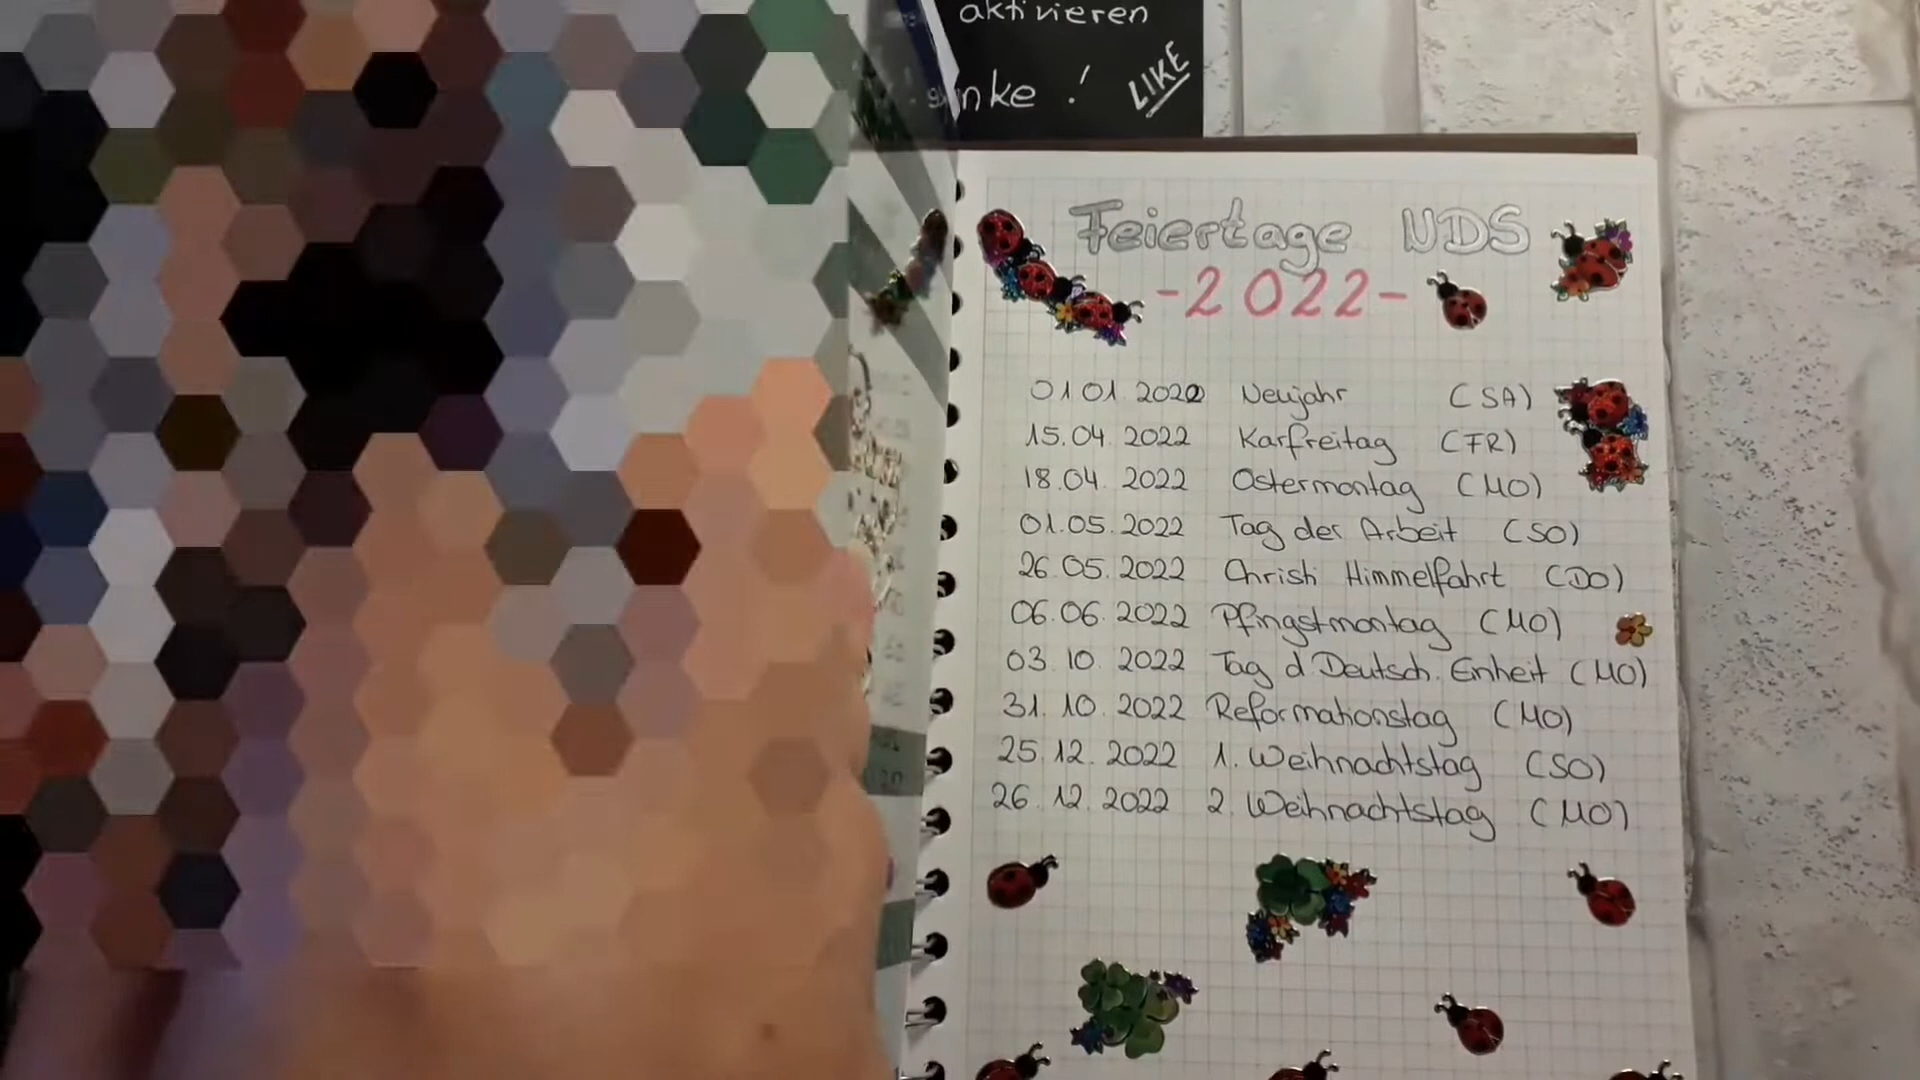 aktivieren
nke !
LIKE
Feiertage NDS
-2022-
01.01.2022 Neujahr (SA)
15.04.2022 Karfreitag (FR)
18.04.2022 Ostermontag (MO)
01.05.2022 Tag der Arbeit (SO)
26.05.2022 Christi Himmelfahrt (DO)
06.06.2022 Pfingstmontag (MO)
03.10.2022 Tag d. Deutsch. Einheit (MO)
31.10.2022 Reformationstag (MO)
25.12.2022 1. Weihnachtstag (SO)
26.12.2022 2. Weihnachtstag (MO)